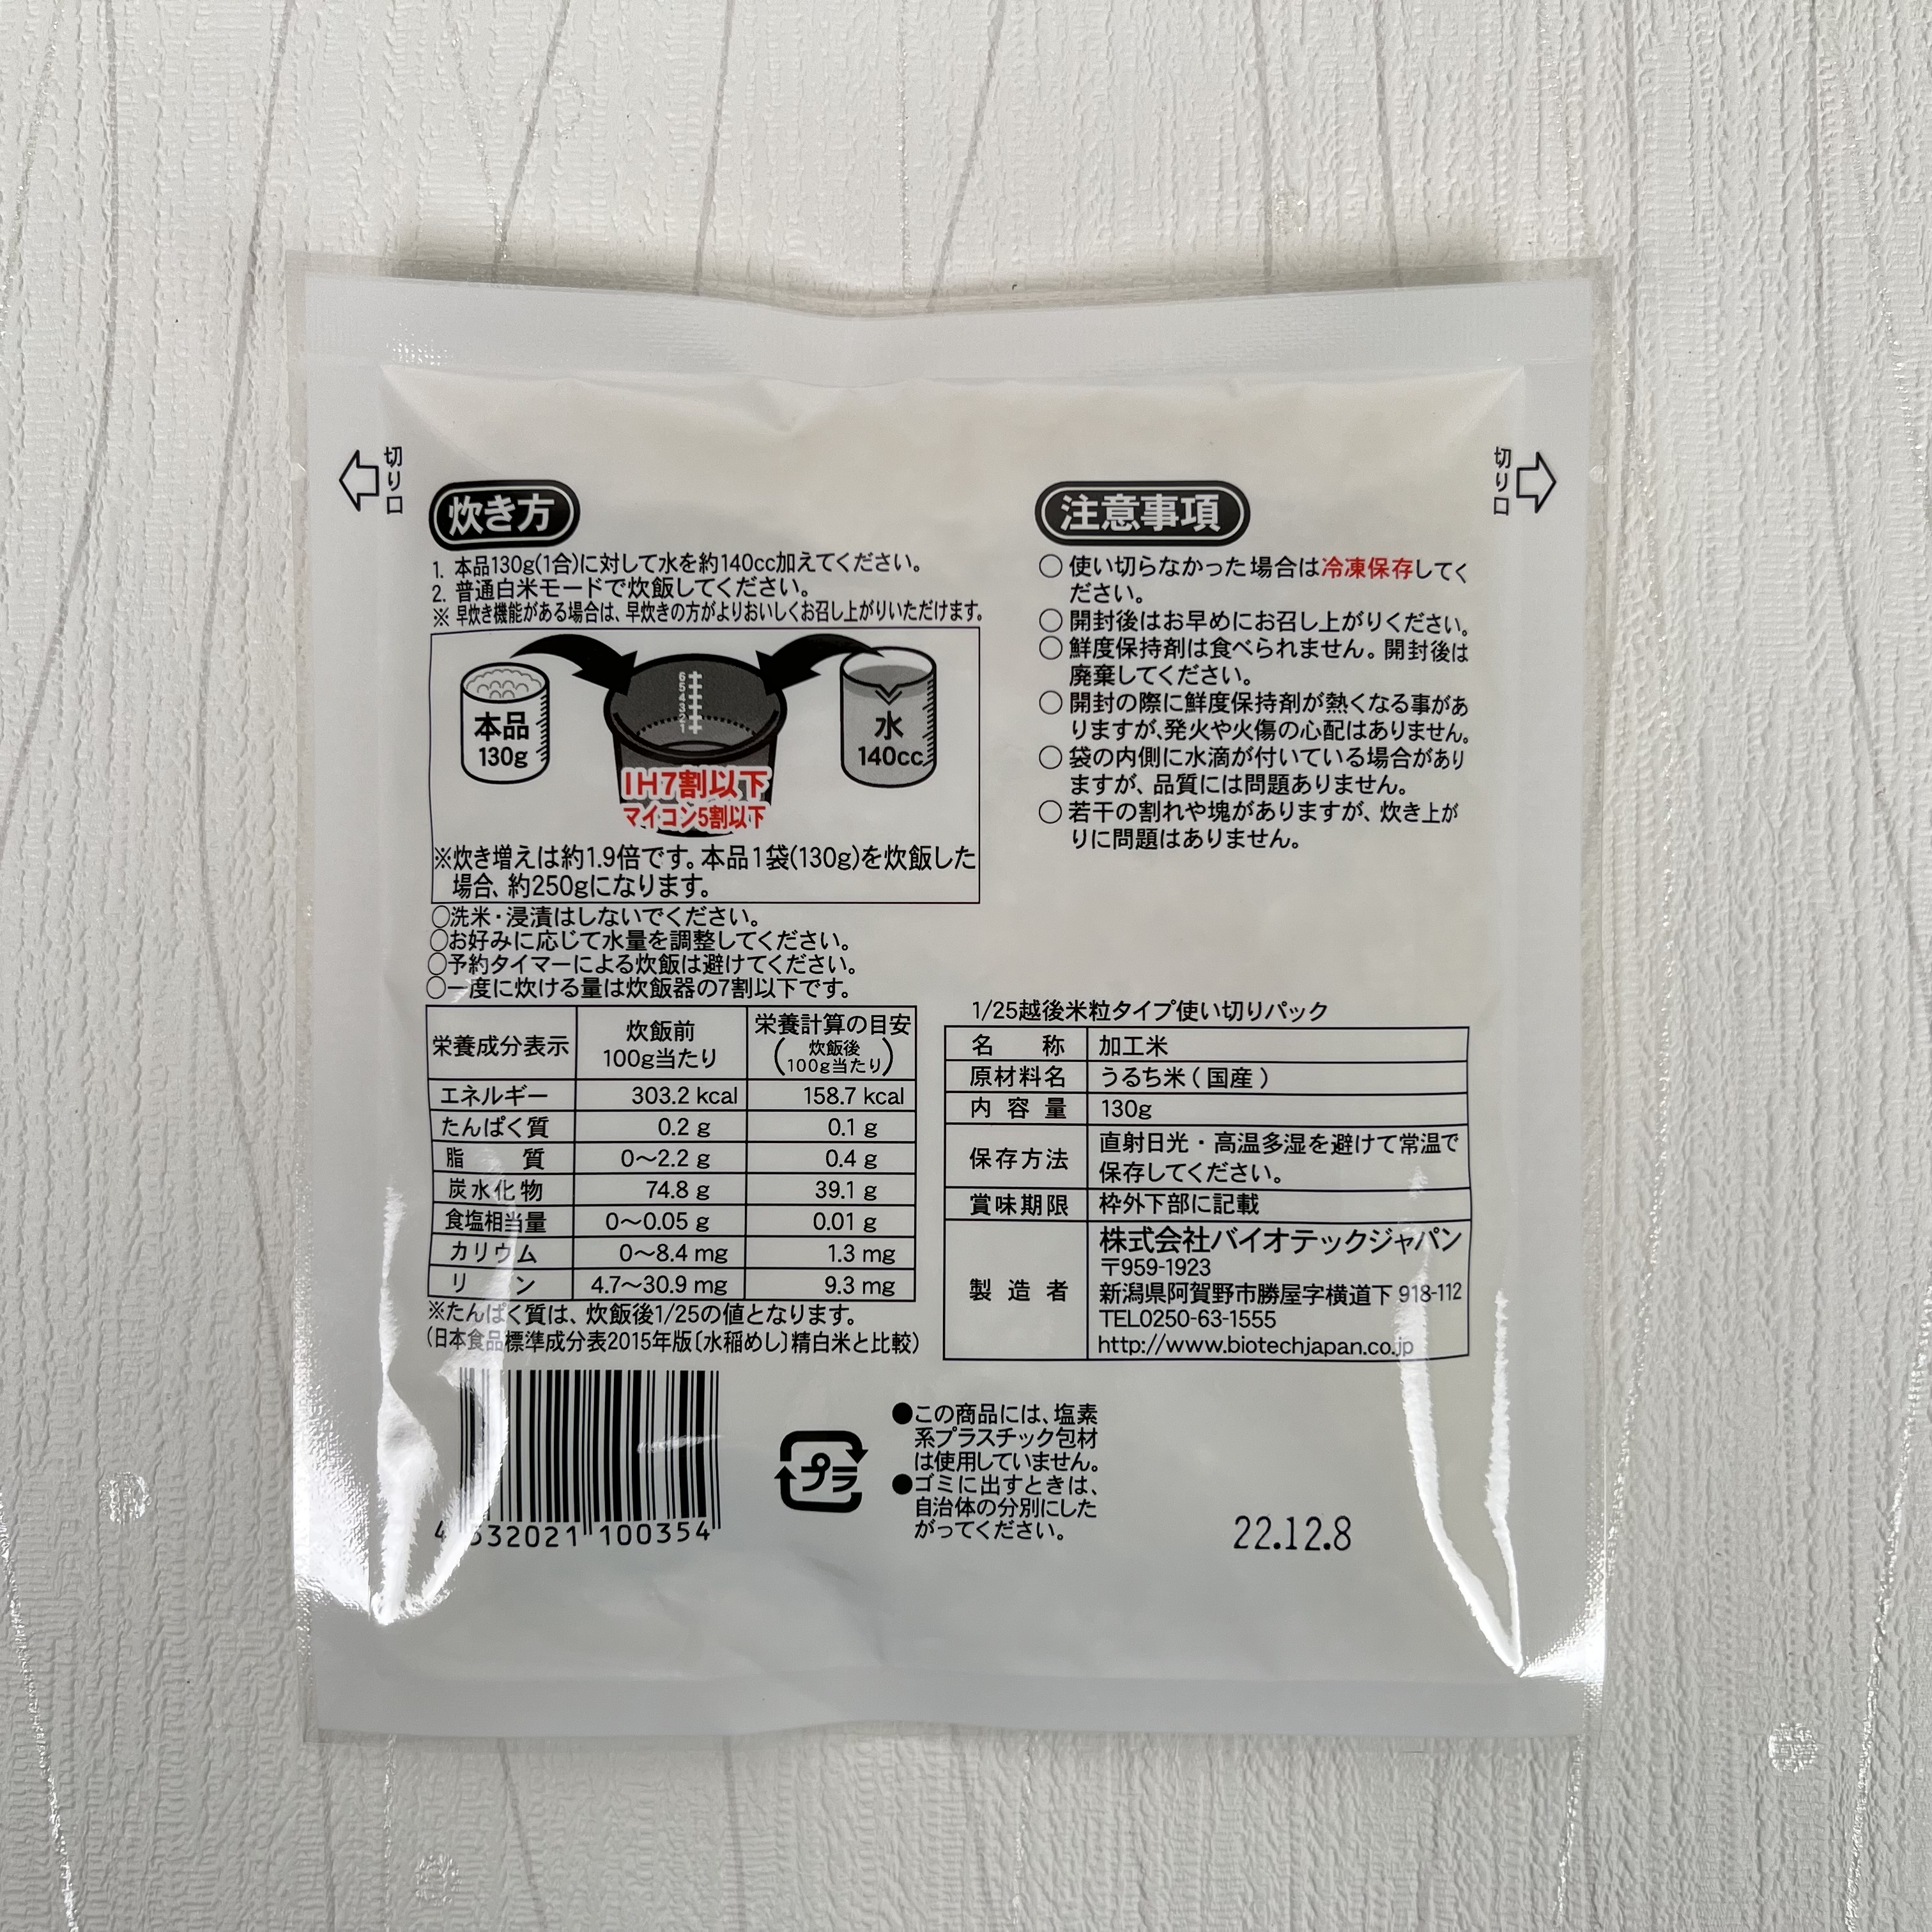 切り口
切り口
炊き方
1. 本品130g(1合)に対して水を約140cc加えてください。
2. 普通白米モードで炊飯してください。
※ 早炊き機能がある場合は、早炊きの方がよりおいしくお召し上がりいただけます。
6
5
4
3
2
1
本品
130g
水
140cc
IH7割以下
マイコン5割以下
※炊き増えは約1.9倍です。本品1袋(130g)を炊飯した
場合、約250gになります。
○洗米・浸漬はしないでください。
○お好みに応じて水量を調整してください。
○予約タイマーによる炊飯は避けてください。
○一度に炊ける量は炊飯器の7割以下です。
注意事項
○ 使い切らなかった場合は冷凍保存してく
ださい。
○ 開封後はお早めにお召し上がりください。
○ 鮮度保持剤は食べられません。開封後は
廃棄してください。
○ 開封の際に鮮度保持剤が熱くなる事があ
りますが、発火や火傷の心配はありません。
○ 袋の内側に水滴が付いている場合があり
ますが、品質には問題ありません。
○ 若干の割れや塊がありますが、炊き上が
りに問題はありません。
栄養成分表示 炊飯前 100g当たり 栄養計算の目安 (炊飯後 100g当たり)
エネルギー 303.2 kcal 158.7 kcal
たんぱく質 0.2 g 0.1 g
脂質 0〜2.2 g 0.4 g
炭水化物 74.8 g 39.1 g
食塩相当量 0〜0.05 g 0.01 g
カリウム 0〜8.4 mg 1.3 mg
リン 4.7〜30.9 mg 9.3 mg
※たんぱく質は、炊飯後1/25の値となります。
(日本食品標準成分表2015年版〔水稲めし〕精白米と比較)
1/25越後米粒タイプ使い切りパック
名称 加工米
原材料名 うるち米(国産)
内容量 130g
保存方法 直射日光・高温多湿を避けて常温で
保存してください。
賞味期限 枠外下部に記載
製造者 株式会社バイオテックジャパン
〒959-1923
新潟県阿賀野市勝屋字横道下 918-112
TEL0250-63-1555
http://www.biotechjapan.co.jp
4 532021 100354
プラ
●この商品には、塩素
系プラスチック包材
は使用していません。
●ゴミに出すときは、
自治体の分別にした
がってください。
22.12.8